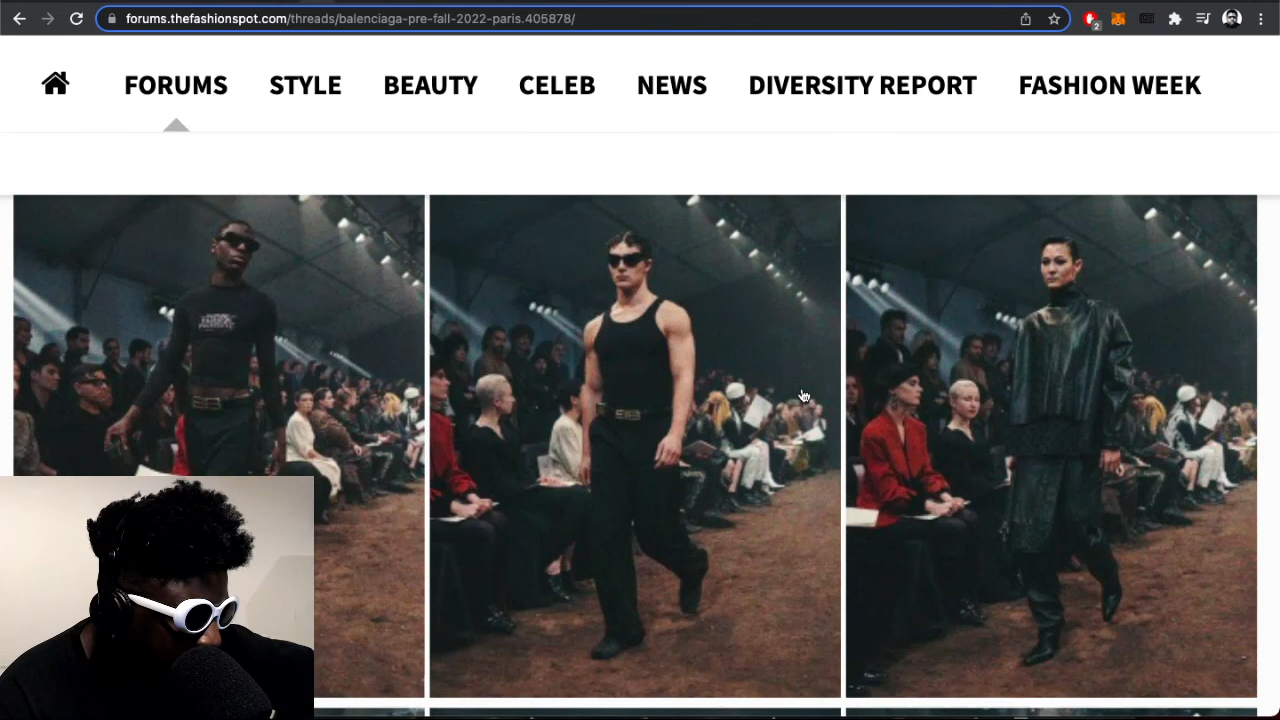 forums.thefashionspot.com/threads/balenciaga-pre-fall-2022-paris.405878/
2
FORUMS STYLE BEAUTY CELEB NEWS DIVERSITY REPORT FASHION WEEK